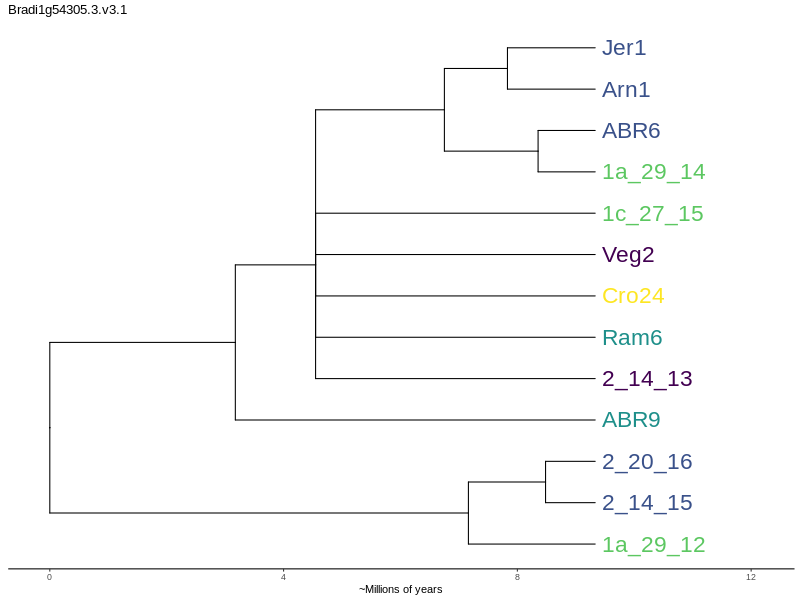 Bradi1g54305.3.v3.1
Jer1
Arn1
ABR6
1a_29_14
1c_27_15
Veg2
Cro24
Ram6
2_14_13
ABR9
2_20_16
2_14_15
1a_29_12
0 4 8 12
~Millions of years